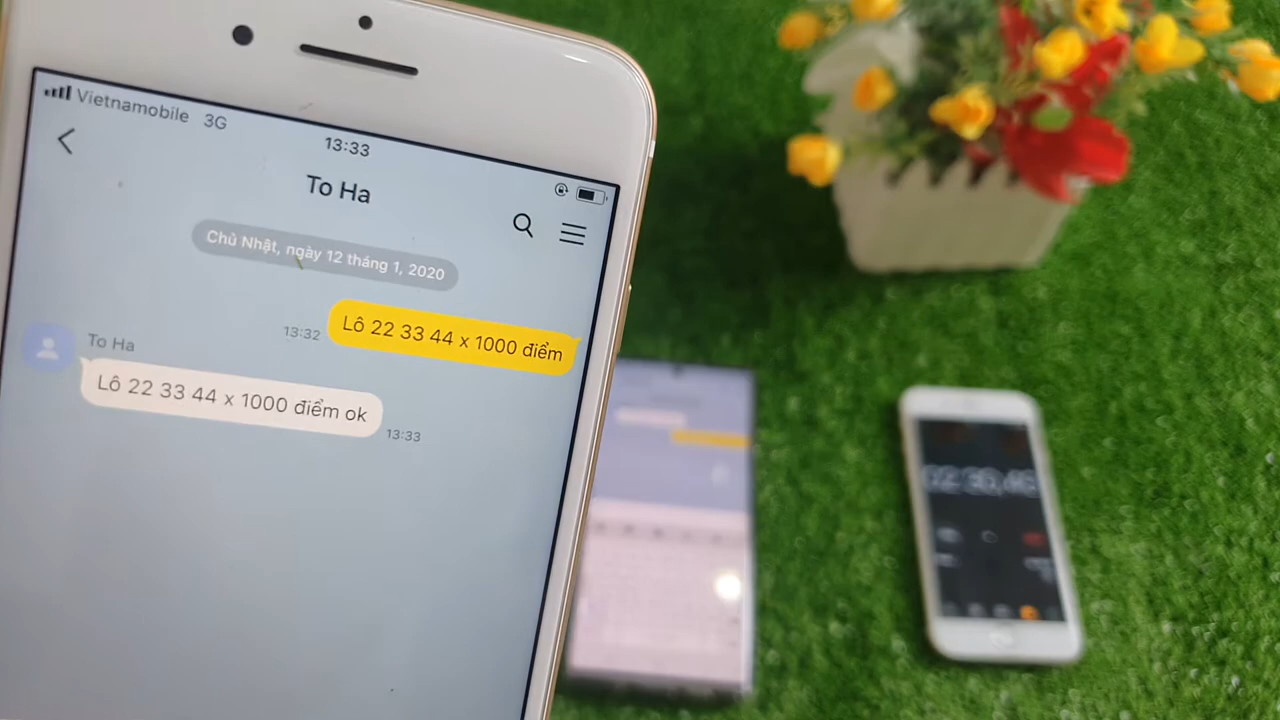 Vietnamobile 3G
13:33
To Ha
Chủ Nhật, ngày 12 tháng 1, 2020
13:32
Lô 22 33 44 x 1000 điểm
To Ha
Lô 22 33 44 x 1000 điểm ok
13:33